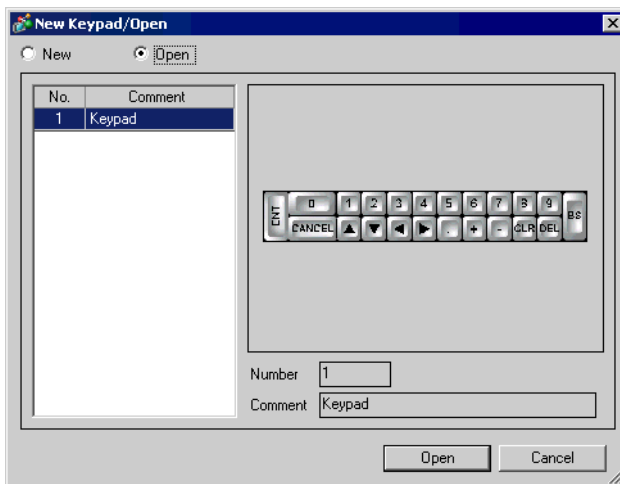 New Keypad/Open
New Open
No. Comment
1 Keypad
ENT 0 1 2 3 4 5 6 7 8 9 BS
CANCEL . + - CLR DEL
Number 1
Comment Keypad
Open Cancel